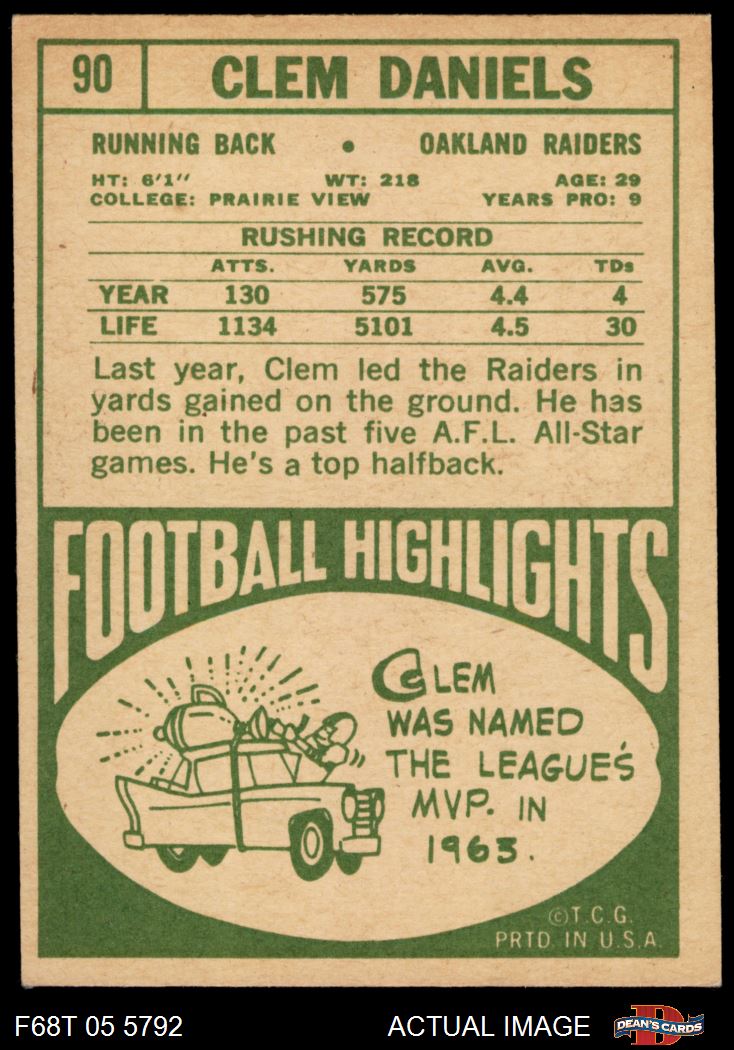 90 CLEM DANIELS
RUNNING BACK • OAKLAND RAIDERS
HT: 6'1" WT: 218 AGE: 29
COLLEGE: PRAIRIE VIEW YEARS PRO: 9
RUSHING RECORD
ATTS. YARDS AVG. TDs
YEAR 130 575 4.4 4
LIFE 1134 5101 4.5 30
Last year, Clem led the Raiders in
yards gained on the ground. He has
been in the past five A.F.L. All-Star
games. He's a top halfback.
FOOTBALL HIGHLIGHTS
CLEM
WAS NAMED
THE LEAGUE'S
MVP. IN
1963.
©T.C.G.
PRTD. IN U.S.A.
F68T 05 5792 ACTUAL IMAGE D DEAN'S CARDS